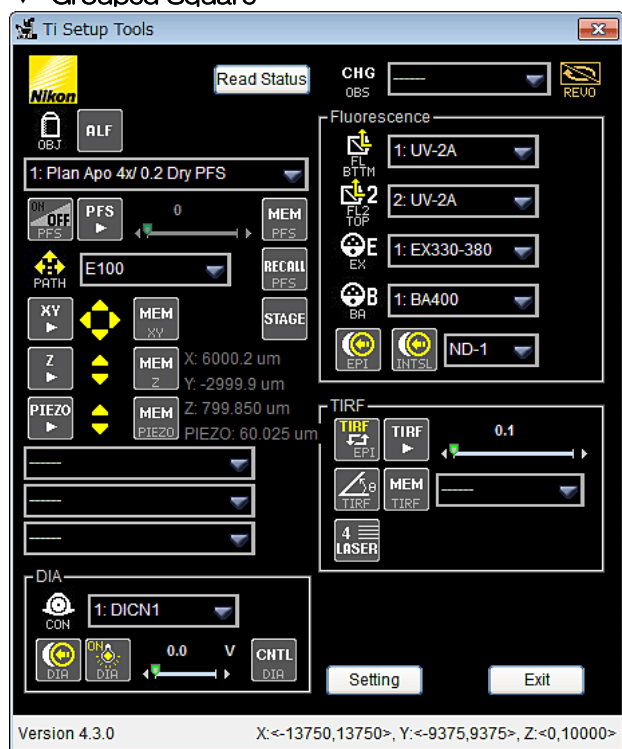 Grouped Square
Ti Setup Tools
Nikon
Read Status
CHG
OBS
-----
REVO
OBJ
ALF
1: Plan Apo 4x/ 0.2 Dry PFS
ON
OFF
PFS
PFS
0
MEM
PFS
PATH
E100
RECALL
PFS
XY
MEM
XY
STAGE
Z
MEM
Z
X: 6000.2 um
Y: -2999.9 um
PIEZO
MEM
PIEZO
Z: 799.850 um
PIEZO: 60.025 um
-----
-----
-----
Fluorescence
FL
BTTM
1: UV-2A
2
FL2
TOP
2: UV-2A
E
EX
1: EX330-380
B
BA
1: BA400
EPI
INTSL
ND-1
TIRF
TIRF
EPI
TIRF
0.1
θ
TIRF
MEM
TIRF
-----
4
LASER
DIA
CON
1: DICN1
DIA
ON
DIA
0.0 V
CNTL
DIA
Setting
Exit
Version 4.3.0
X:<-13750,13750>, Y:<-9375,9375>, Z:<0,10000>